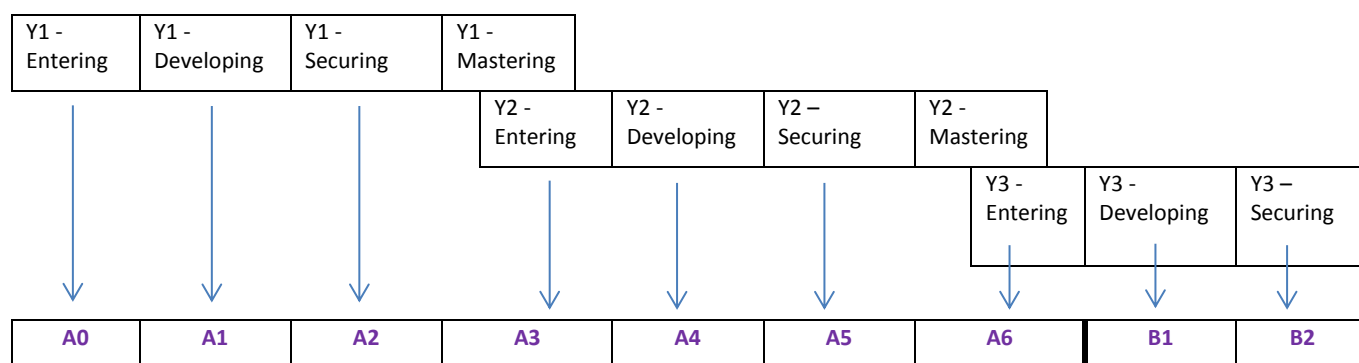 Y1 -
Entering
Y1 -
Developing
Y1 -
Securing
Y1 -
Mastering
Y2 -
Entering
Y2 -
Developing
Y2 –
Securing
Y2 -
Mastering
Y3 -
Entering
Y3 -
Developing
Y3 –
Securing
A0 A1 A2 A3 A4 A5 A6 B1 B2